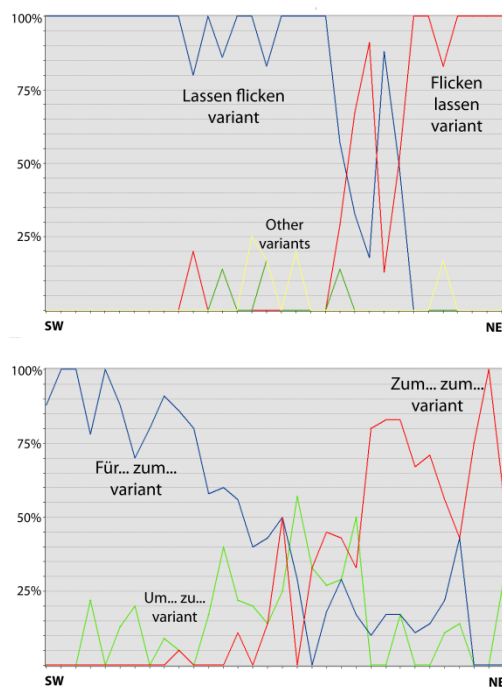 100%
Lassen flicken
variant
Flicken
lassen
variant
75%
50%
Other
variants
25%
SW
NE
100%
Zum... zum...
variant
75%
Für... zum...
variant
50%
25%
Um... zu...
variant
SW
NE